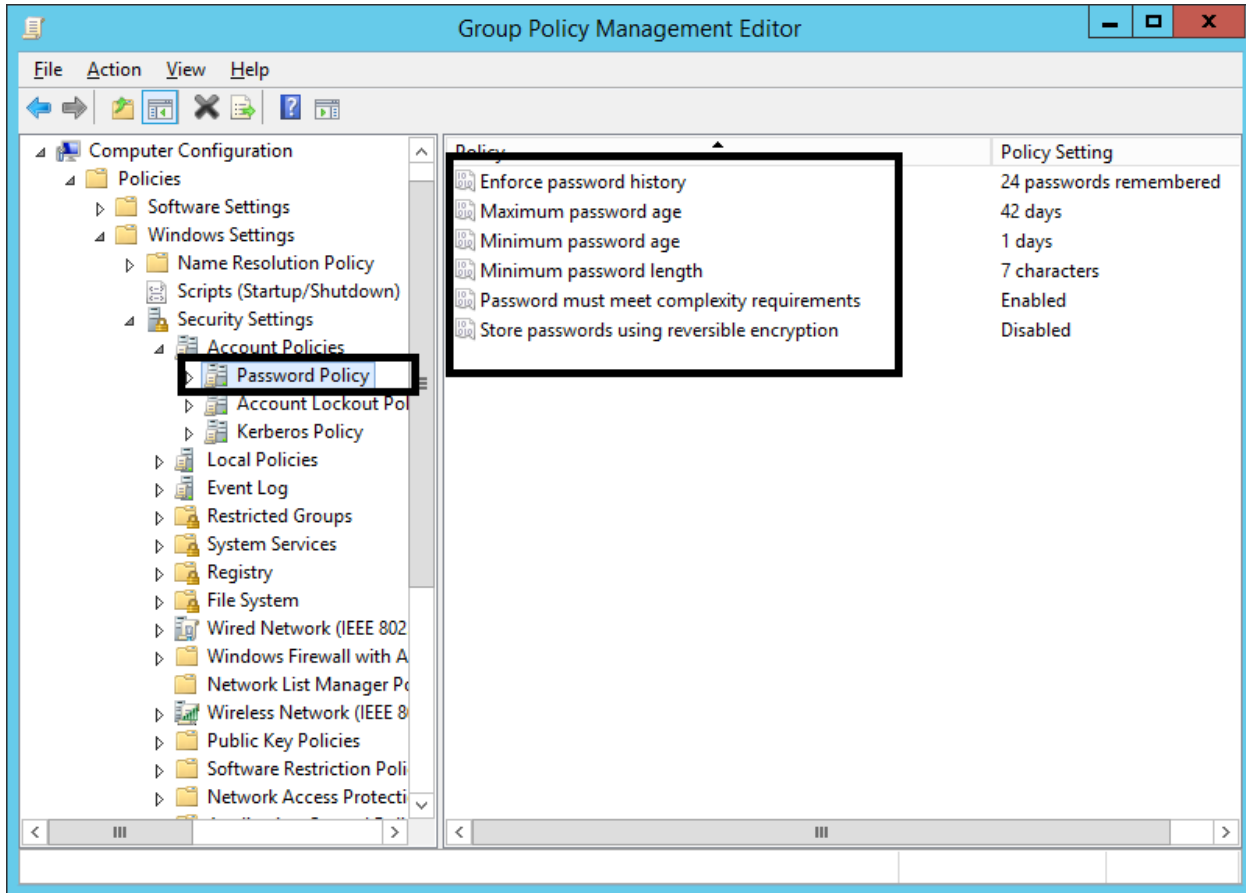 Group Policy Management Editor
File Action View Help
Computer Configuration
Policies
Software Settings
Windows Settings
Name Resolution Policy
Scripts (Startup/Shutdown)
Security Settings
Account Policies
Password Policy
Account Lockout Pol
Kerberos Policy
Local Policies
Event Log
Restricted Groups
System Services
Registry
File System
Wired Network (IEEE 802
Windows Firewall with A
Network List Manager Po
Wireless Network (IEEE 8
Public Key Policies
Software Restriction Poli
Network Access Protecti
Policy Policy Setting
Enforce password history 24 passwords remembered
Maximum password age 42 days
Minimum password age 1 days
Minimum password length 7 characters
Password must meet complexity requirements Enabled
Store passwords using reversible encryption Disabled